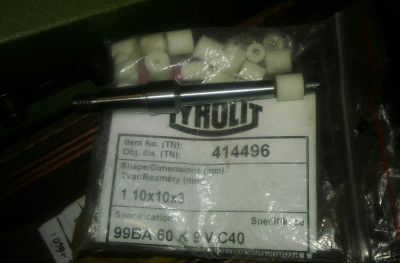 TYROLIT
Item No. (TN):
Obj. čís. (TN): 414496
Shape/Dimensions (mm)
Tvar/Rozměry (mm)
1 10x10x3
Specification Specifikace
99BA 60 K 9 V C40